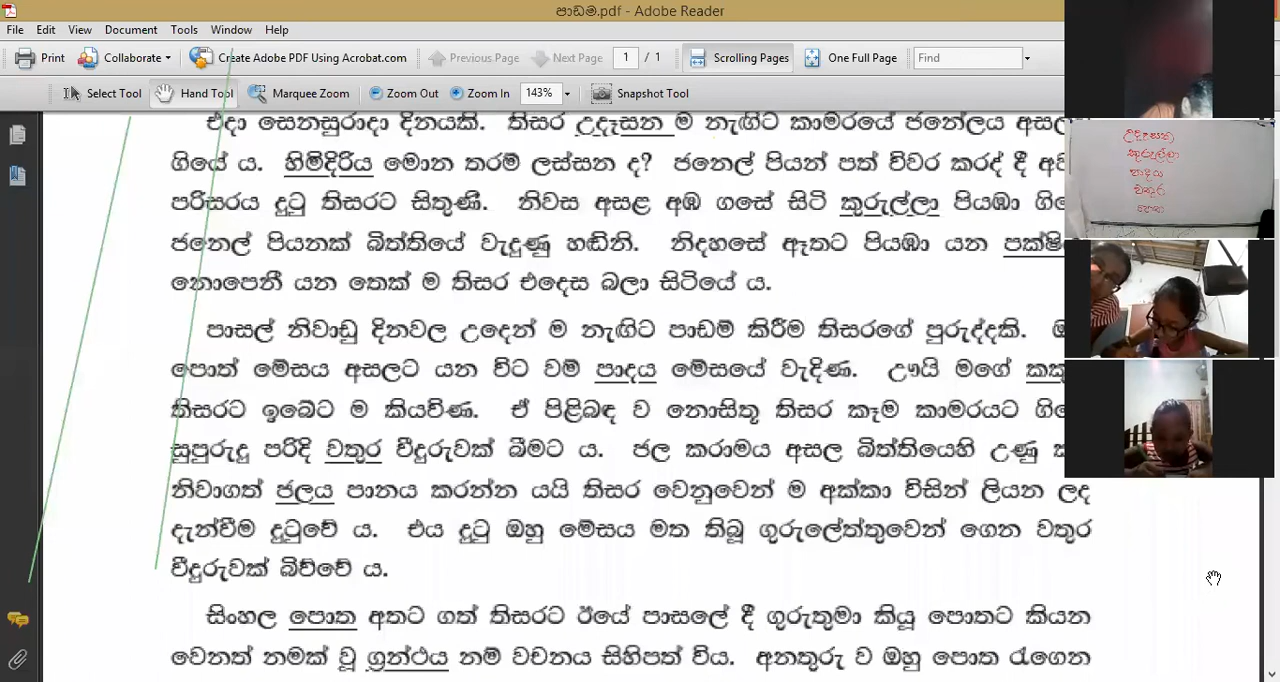 පාඩම.pdf - Adobe Reader
File Edit View Document Tools Window Help
Print Collaborate Create Adobe PDF Using Acrobat.com Previous Page Next Page 1 / 1 Scrolling Pages One Full Page Find
Select Tool Hand Tool Marquee Zoom Zoom Out Zoom In 143% Snapshot Tool
එදා සෙනසුරාදා දිනයකි. තිසර උදෑසන ම නැඟිට කාමරයේ ජනේලය
ගියේ ය. හිමිදිරිය මොන තරම් ලස්සන ද? ජනෙල් පියන් පත් විවර කරද් දී
පරිසරය දුටු තිසරට සිතුණි. නිවස අසළ අඹ ගසේ සිටි කුරුල්ලා පියඹා
ජනෙල් පියනක් බිත්තියේ වැදුණු හඬිනි. නිදහසේ ඈතට පියඹා යන
නොපෙනී යන තෙක් ම තිසර එදෙස බලා සිටියේ ය.
පාසල් නිවාඩු දිනවල උදෙන් ම නැඟිට පාඩම් කිරීම තිසරගේ පුරුද්දකි.
පොත් මේසය අසලට යන විට වම් පාදය මේසයේ වැදිණ. ඌයි මගේ
තිසරට ඉබේට ම කියවිණ. ඒ පිළිබඳ ව නොසිතූ තිසර කෑම කාමරයට
සුපුරුදු පරිදි වතුර වීදුරුවක් බීමට ය. ජල කරාමය අසල බිත්තියෙහි උණු
නිවාගත් ජලය පානය කරන්න යයි තිසර වෙනුවෙන් ම අක්කා විසින් ලියන ලද
දැන්වීම දුටුවේ ය. එය දුටු ඔහු මේසය මත තිබූ ගුරුලේත්තුවෙන් ගෙන වතුර
වීදුරුවක් බිව්වේ ය.
සිංහල පොත අතට ගත් තිසරට ඊයේ පාසලේ දී ගුරුතුමා කියූ පොතට කියන
වෙනත් නමක් වූ ග්‍රන්ථය නම් වචනය සිහිපත් විය. අනතුරු ව ඔහු පොත රැගෙන
උදෑසන
කුරුල්ලා
පාදය
වතුර
පොත